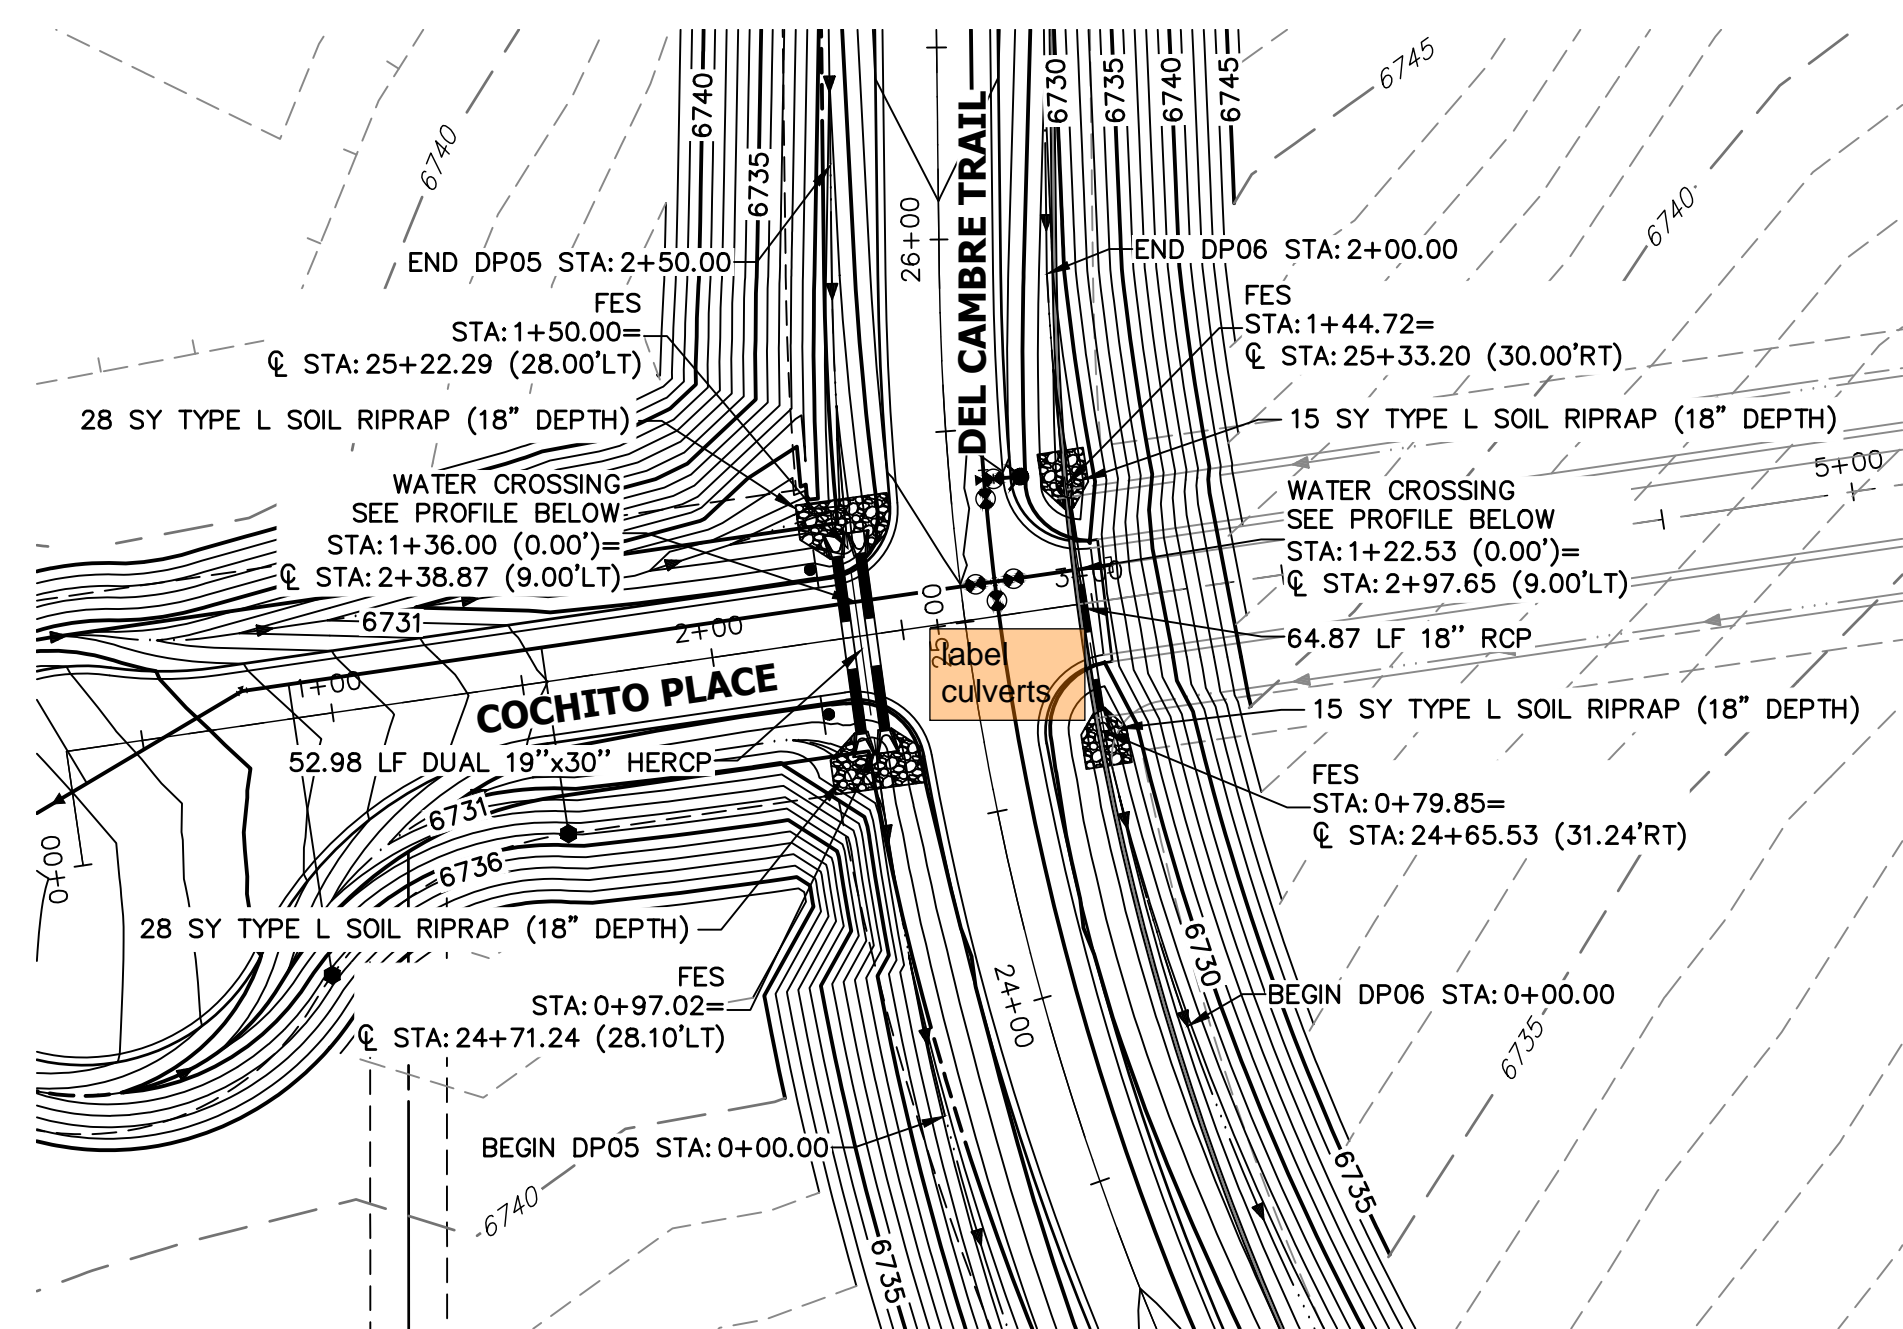 6740
6735
6740
DEL CAMBRE TRAIL
26+00
6730
6735
6740
6745
6745
6740
END DP05 STA:2+50.00
END DP06 STA:2+00.00
FES
STA:1+50.00=
℄ STA:25+22.29 (28.00'LT)
FES
STA:1+44.72=
℄ STA:25+33.20 (30.00'RT)
28 SY TYPE L SOIL RIPRAP (18" DEPTH)
15 SY TYPE L SOIL RIPRAP (18" DEPTH)
WATER CROSSING
SEE PROFILE BELOW
STA:1+36.00 (0.00')=
℄ STA:2+38.87 (9.00'LT)
5+00
WATER CROSSING
SEE PROFILE BELOW
STA:1+22.53 (0.00')=
℄ STA:2+97.65 (9.00'LT)
3+00
6731
2+00
25+00
label
culverts
64.87 LF 18" RCP
1+00
COCHITO PLACE
15 SY TYPE L SOIL RIPRAP (18" DEPTH)
52.98 LF DUAL 19"x30" HERCP
FES
STA:0+79.85=
℄ STA:24+65.53 (31.24'RT)
6731
6736
0+00
28 SY TYPE L SOIL RIPRAP (18" DEPTH)
6730
FES
STA:0+97.02=
℄ STA:24+71.24 (28.10'LT)
24+00
BEGIN DP06 STA:0+00.00
6735
BEGIN DP05 STA:0+00.00
6740
6735
6735